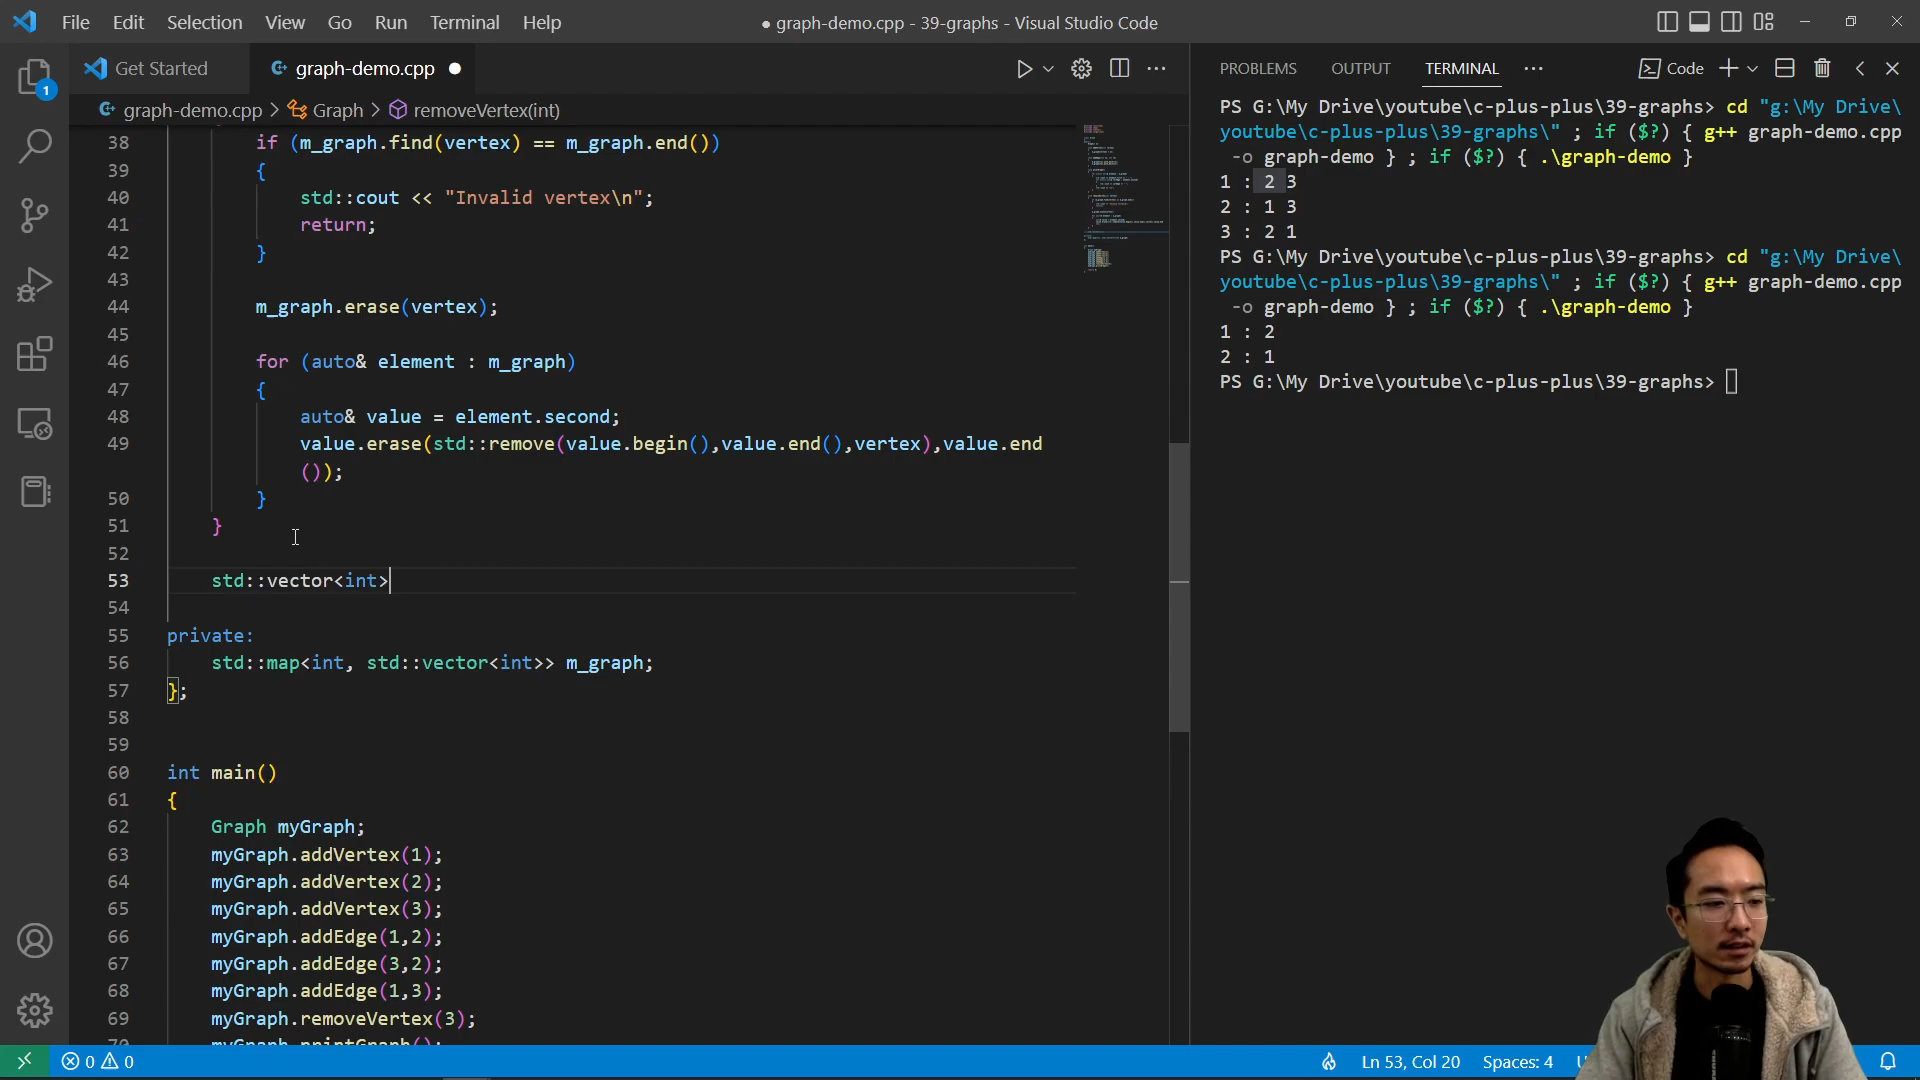 File Edit Selection View Go Run Terminal Help
● graph-demo.cpp - 39-graphs - Visual Studio Code
Get Started
graph-demo.cpp ●
graph-demo.cpp > Graph > removeVertex(int)
38 if (m_graph.find(vertex) == m_graph.end())
39 {
40 std::cout << "Invalid vertex\n";
41 return;
42 }
43
44 m_graph.erase(vertex);
45
46 for (auto& element : m_graph)
47 {
48 auto& value = element.second;
49 value.erase(std::remove(value.begin(),value.end(),vertex),value.end
());
50 }
51 }
52
53 std::vector<int>
54
55 private:
56 std::map<int, std::vector<int>> m_graph;
57 };
58
59
60 int main()
61 {
62 Graph myGraph;
63 myGraph.addVertex(1);
64 myGraph.addVertex(2);
65 myGraph.addVertex(3);
66 myGraph.addEdge(1,2);
67 myGraph.addEdge(3,2);
68 myGraph.addEdge(1,3);
69 myGraph.removeVertex(3);
70 myGraph.printGraph();
PROBLEMS OUTPUT TERMINAL ··· Code
PS G:\My Drive\youtube\c-plus-plus\39-graphs> cd "g:\My Drive\
youtube\c-plus-plus\39-graphs\" ; if ($?) { g++ graph-demo.cpp
-o graph-demo } ; if ($?) { .\graph-demo }
1 : 2 3
2 : 1 3
3 : 2 1
PS G:\My Drive\youtube\c-plus-plus\39-graphs> cd "g:\My Drive\
youtube\c-plus-plus\39-graphs\" ; if ($?) { g++ graph-demo.cpp
-o graph-demo } ; if ($?) { .\graph-demo }
1 : 2
2 : 1
PS G:\My Drive\youtube\c-plus-plus\39-graphs>
1
0 0
Ln 53, Col 20 Spaces: 4